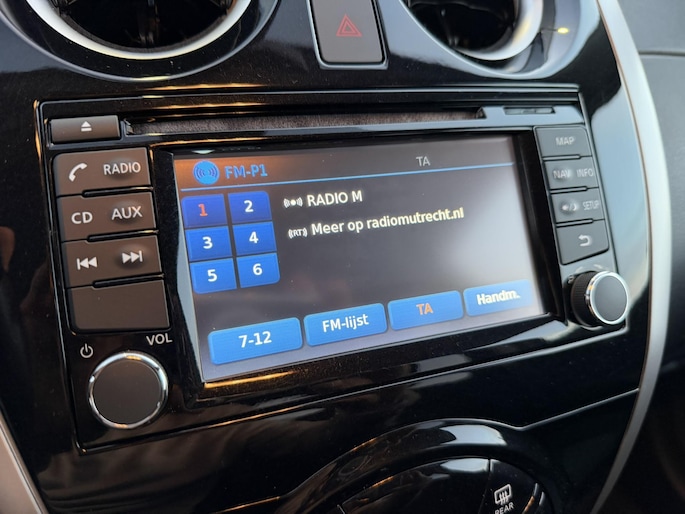 FM-P1 TA
RADIO
MAP
1 2
RADIO M
NAV INFO
CD AUX
3 4
Meer op radiomutrecht.nl
SETUP
5 6
7-12
FM-lijst
TA
Handm.
VOL
REAR